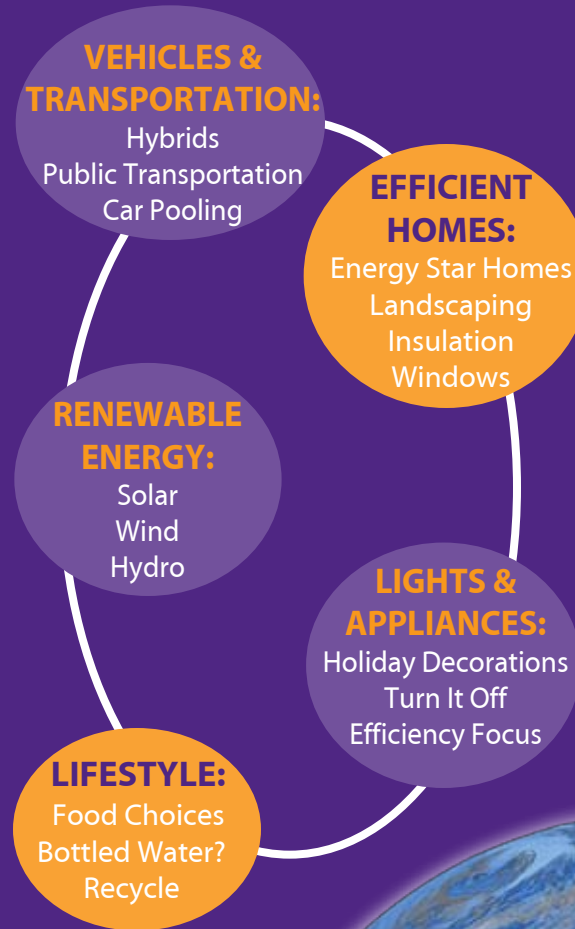 VEHICLES &
TRANSPORTATION:
Hybrids
Public Transportation
Car Pooling
EFFICIENT
HOMES:
Energy Star Homes
Landscaping
Insulation
Windows
RENEWABLE
ENERGY:
Solar
Wind
Hydro
LIGHTS &
APPLIANCES:
Holiday Decorations
Turn It Off
Efficiency Focus
LIFESTYLE:
Food Choices
Bottled Water?
Recycle